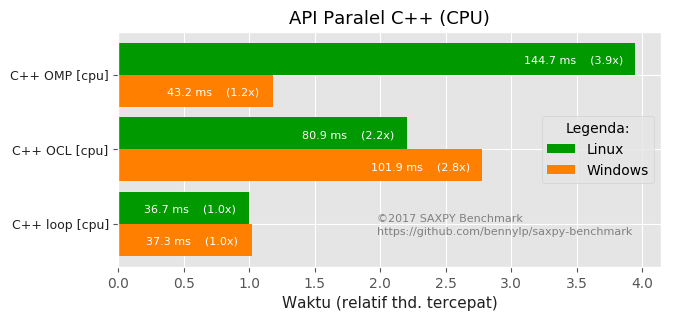 API Paralel C++ (CPU)
C++ OMP [cpu]
144.7 ms (3.9x)
43.2 ms (1.2x)
C++ OCL [cpu]
80.9 ms (2.2x)
101.9 ms (2.8x)
Legenda:
Linux
Windows
C++ loop [cpu]
36.7 ms (1.0x)
37.3 ms (1.0x)
©2017 SAXPY Benchmark
https://github.com/bennylp/saxpy-benchmark
0.0 0.5 1.0 1.5 2.0 2.5 3.0 3.5 4.0
Waktu (relatif thd. tercepat)